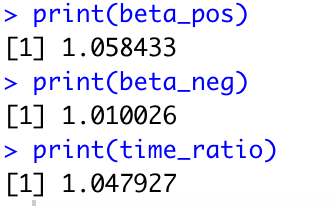 > print(beta_pos)
[1] 1.058433
> print(beta_neg)
[1] 1.010026
> print(time_ratio)
[1] 1.047927